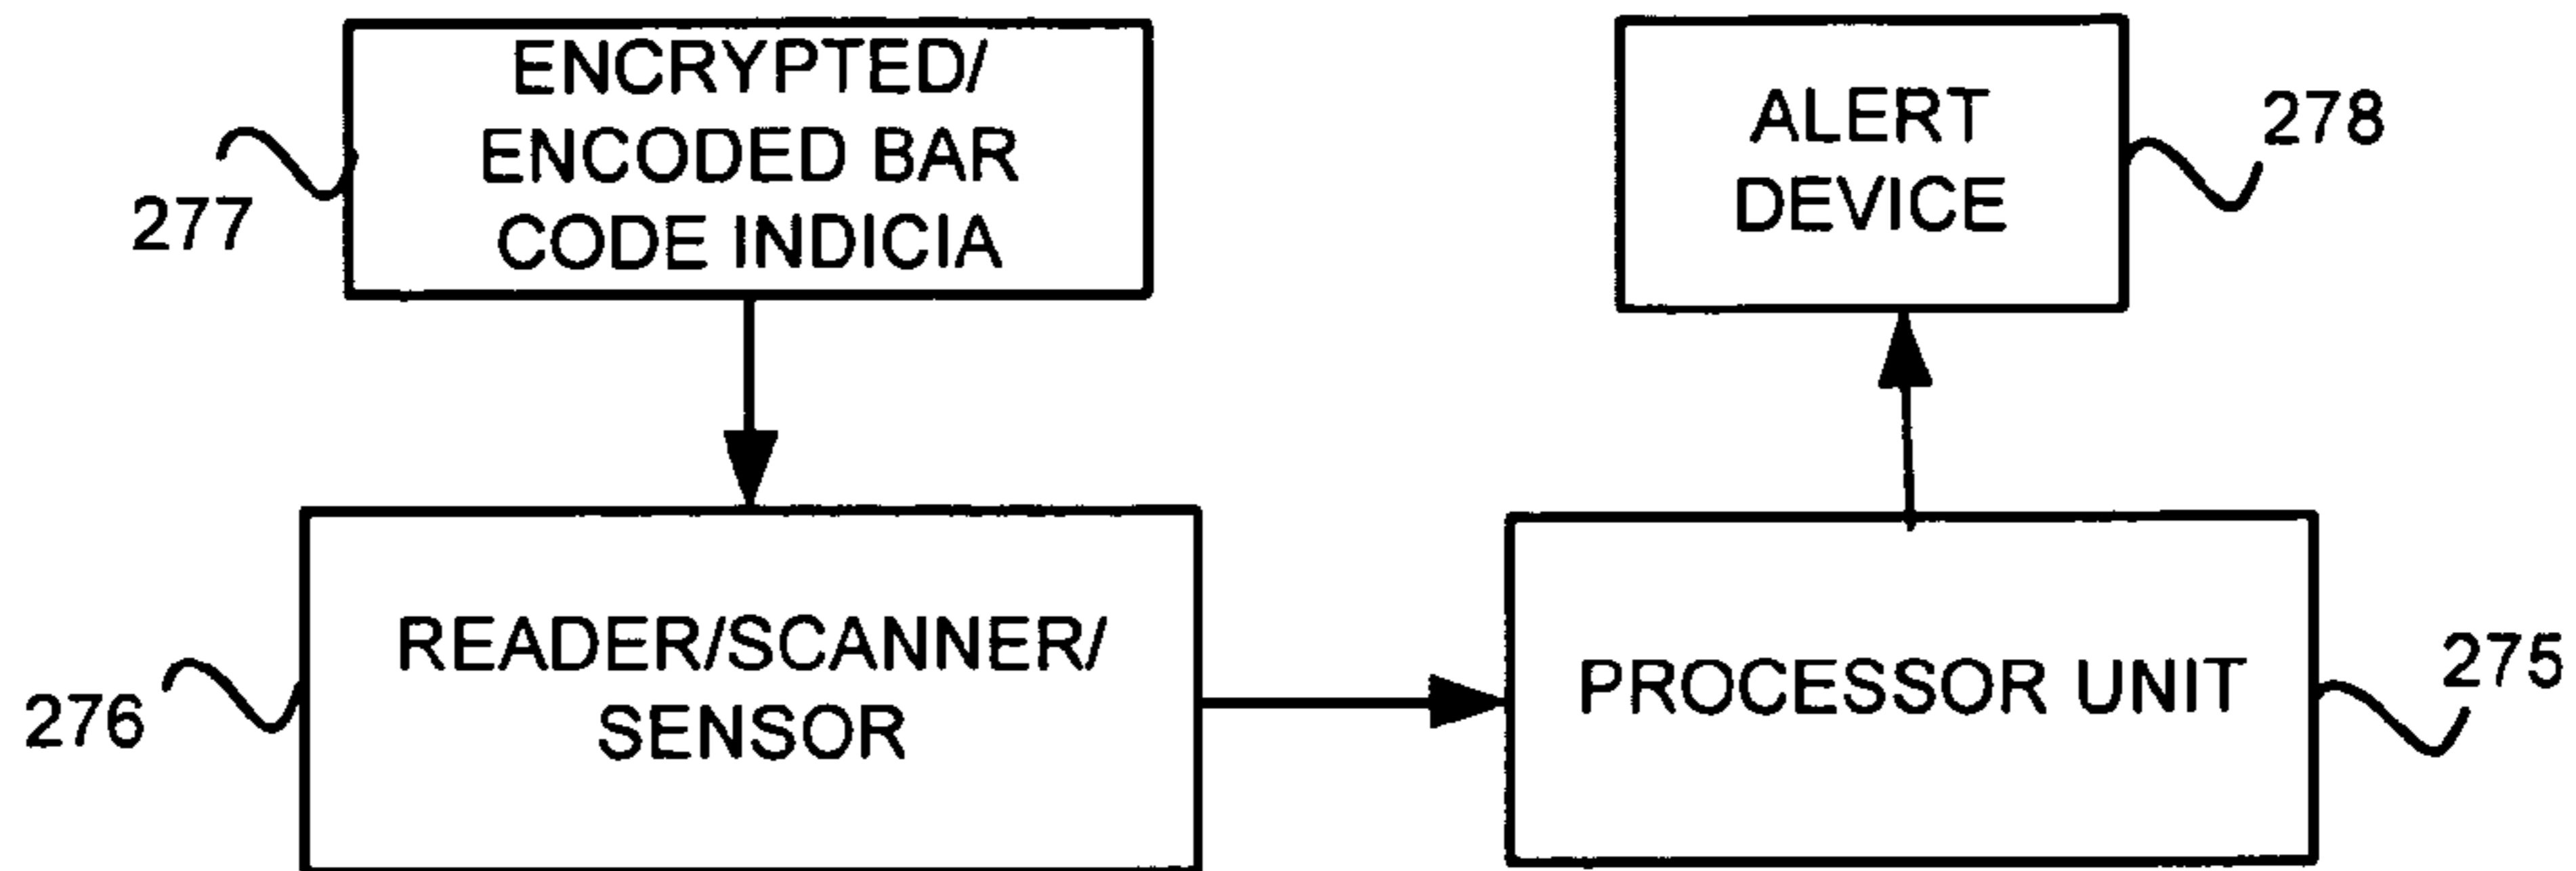 ENCRYPTED/
ENCODED BAR
CODE INDICIA
277
ALERT
DEVICE
278
READER/SCANNER/
SENSOR
276
PROCESSOR UNIT
275